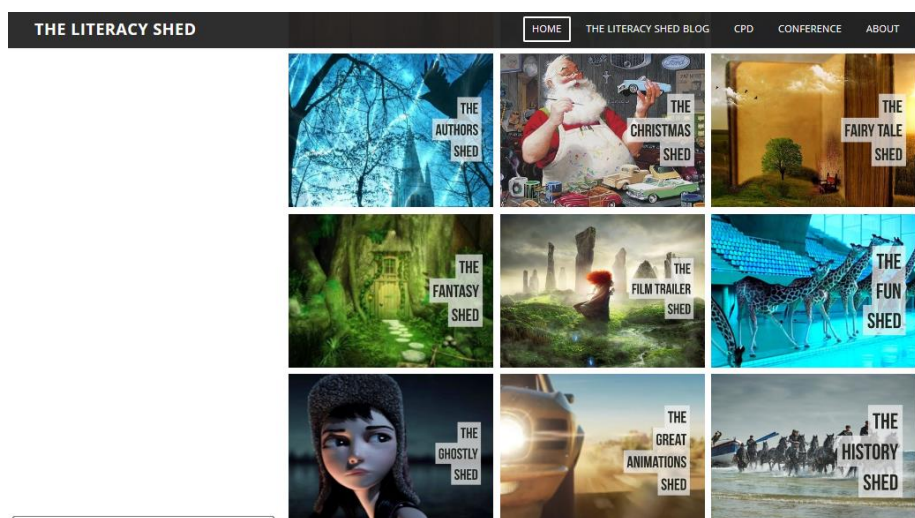 THE LITERACY SHED
HOME THE LITERACY SHED BLOG CPD CONFERENCE ABOUT
THE
AUTHORS
SHED
THE
CHRISTMAS
SHED
THE
FAIRY TALE
SHED
THE
FANTASY
SHED
THE
FILM TRAILER
SHED
THE
FUN
SHED
THE
GHOSTLY
SHED
THE
GREAT
ANIMATIONS
SHED
THE
HISTORY
SHED